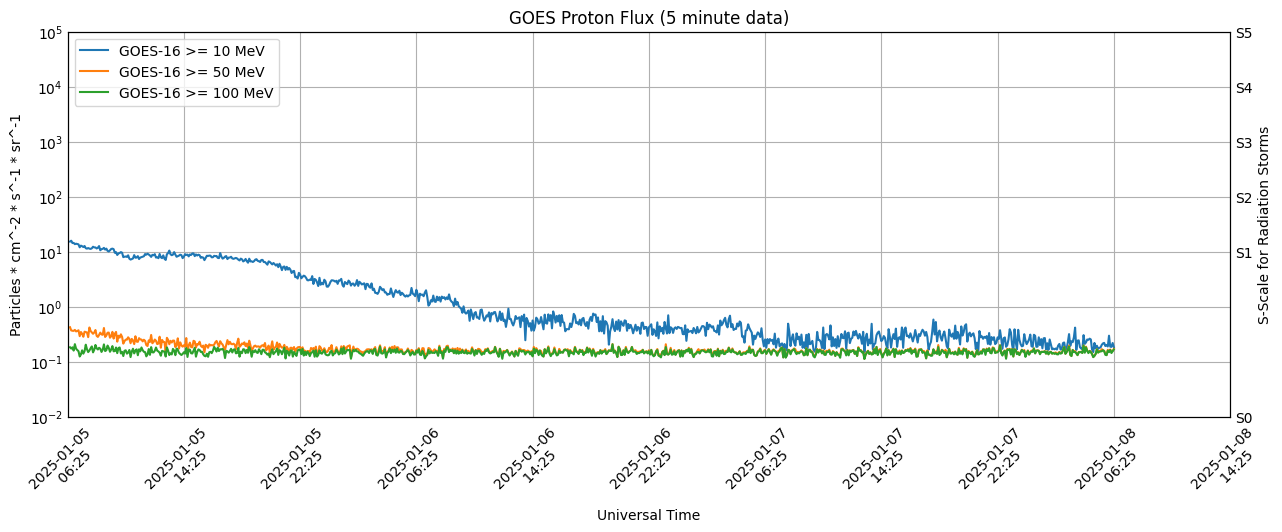 GOES Proton Flux (5 minute data)
GOES-16 >= 10 MeV
GOES-16 >= 50 MeV
GOES-16 >= 100 MeV
Particles * cm^-2 * s^-1 * sr^-1
10^5
10^4
10^3
10^2
10^1
10^0
10^-1
10^-2
S5
S4
S3
S2
S1
S0
S-Scale for Radiation Storms
2025-01-05
06:25
2025-01-05
14:25
2025-01-05
22:25
2025-01-06
06:25
2025-01-06
14:25
2025-01-06
22:25
2025-01-07
06:25
2025-01-07
14:25
2025-01-07
22:25
2025-01-08
06:25
2025-01-08
14:25
Universal Time